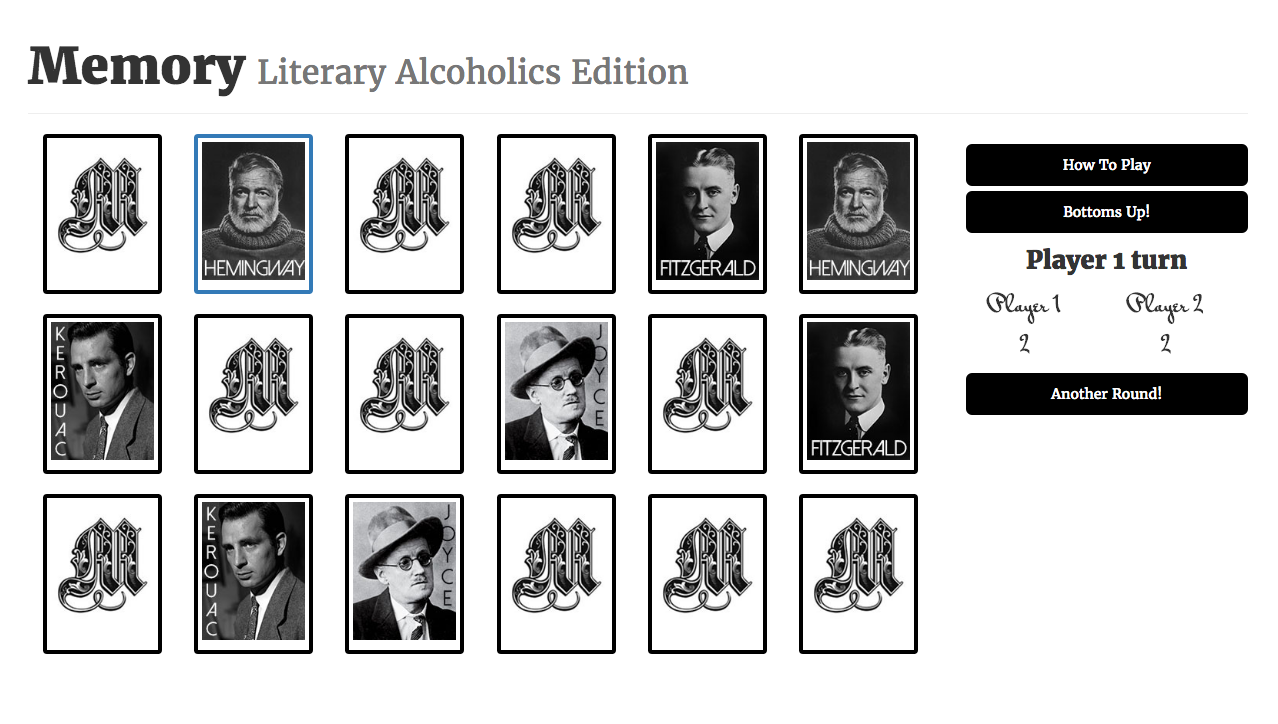 Memory Literary Alcoholics Edition
M
HEMINGWAY
M
M
FITZGERALD
HEMINGWAY
How To Play
Bottoms Up!
Player 1 turn
Player 1 Player 2
2 2
Another Round!
KEROUAC
M
M
JOYCE
M
FITZGERALD
M
KEROUAC
JOYCE
M
M
M